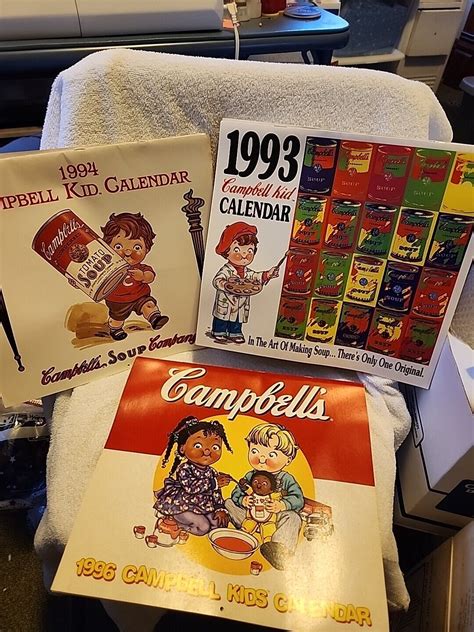 1994
MPBELL KID. CALENDAR
Campbell's
TOMATO
SOUP
Campbell's SOUP Company
1993
Campbell kid
CALENDAR
In The Art Of Making Soup... There's Only One Original.
Campbell's
1996 CAMPBELL KIDS CALENDAR